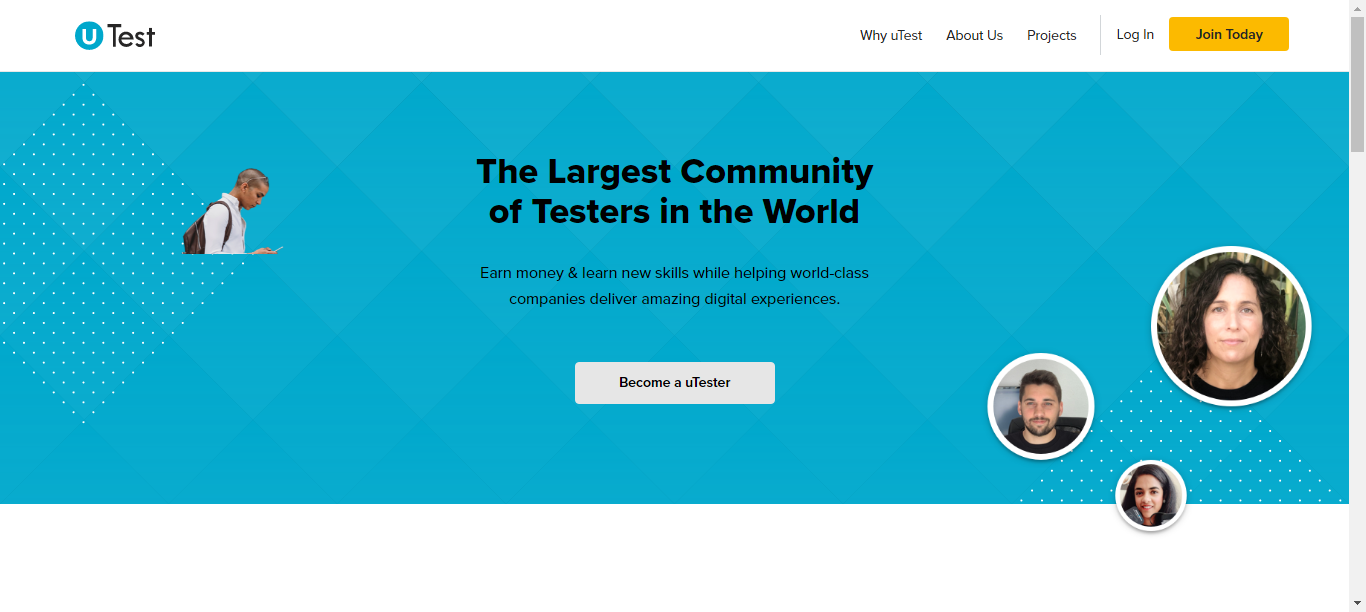 u Test
Why uTest
About Us
Projects
Log In
Join Today
The Largest Community
of Testers in the World
Earn money & learn new skills while helping world-class
companies deliver amazing digital experiences.
Become a uTester